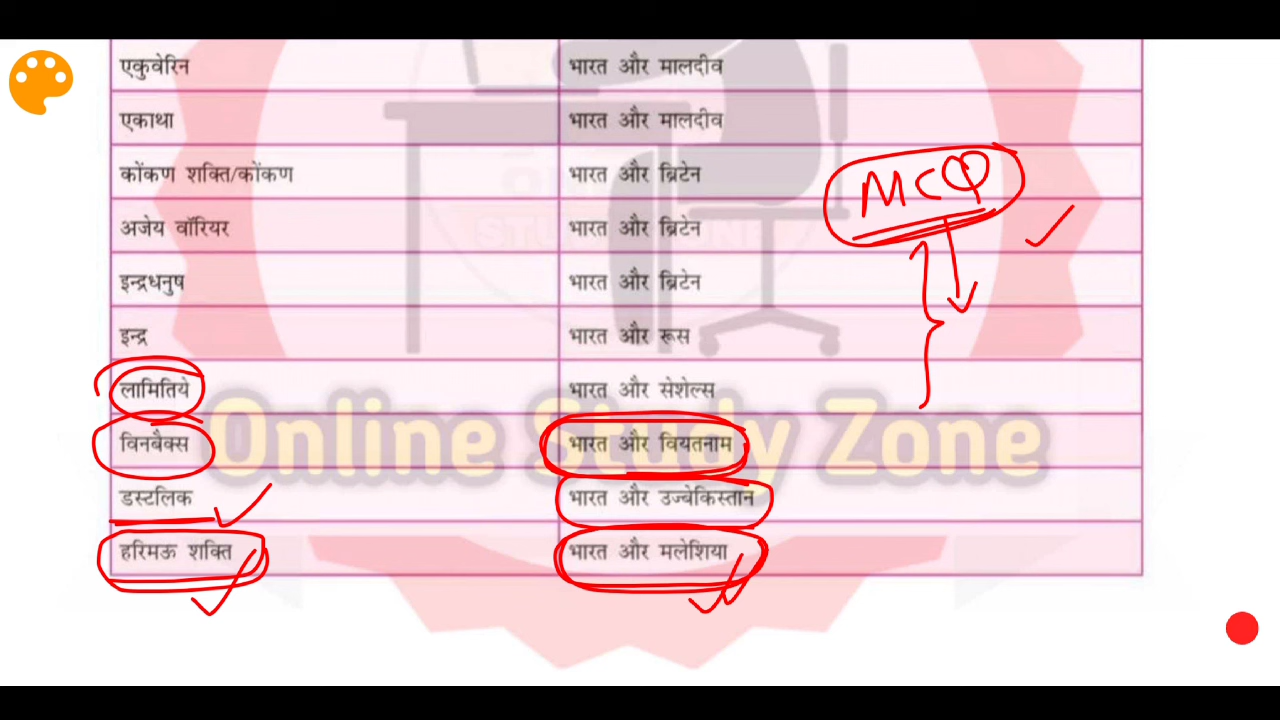 एकुवेरिन भारत और मालदीव
एकाथा भारत और मालदीव
कोंकण शक्ति/कोंकण भारत और ब्रिटेन
MCQ
अजेय वॉरियर भारत और ब्रिटेन
इन्द्रधनुष भारत और ब्रिटेन
इन्द्र भारत और रूस
लामितिये भारत और सेशेल्स
विनबैक्स भारत और वियतनाम
Online Study Zone
डस्टलिक भारत और उज्बेकिस्तान
हरिमऊ शक्ति भारत और मलेशिया